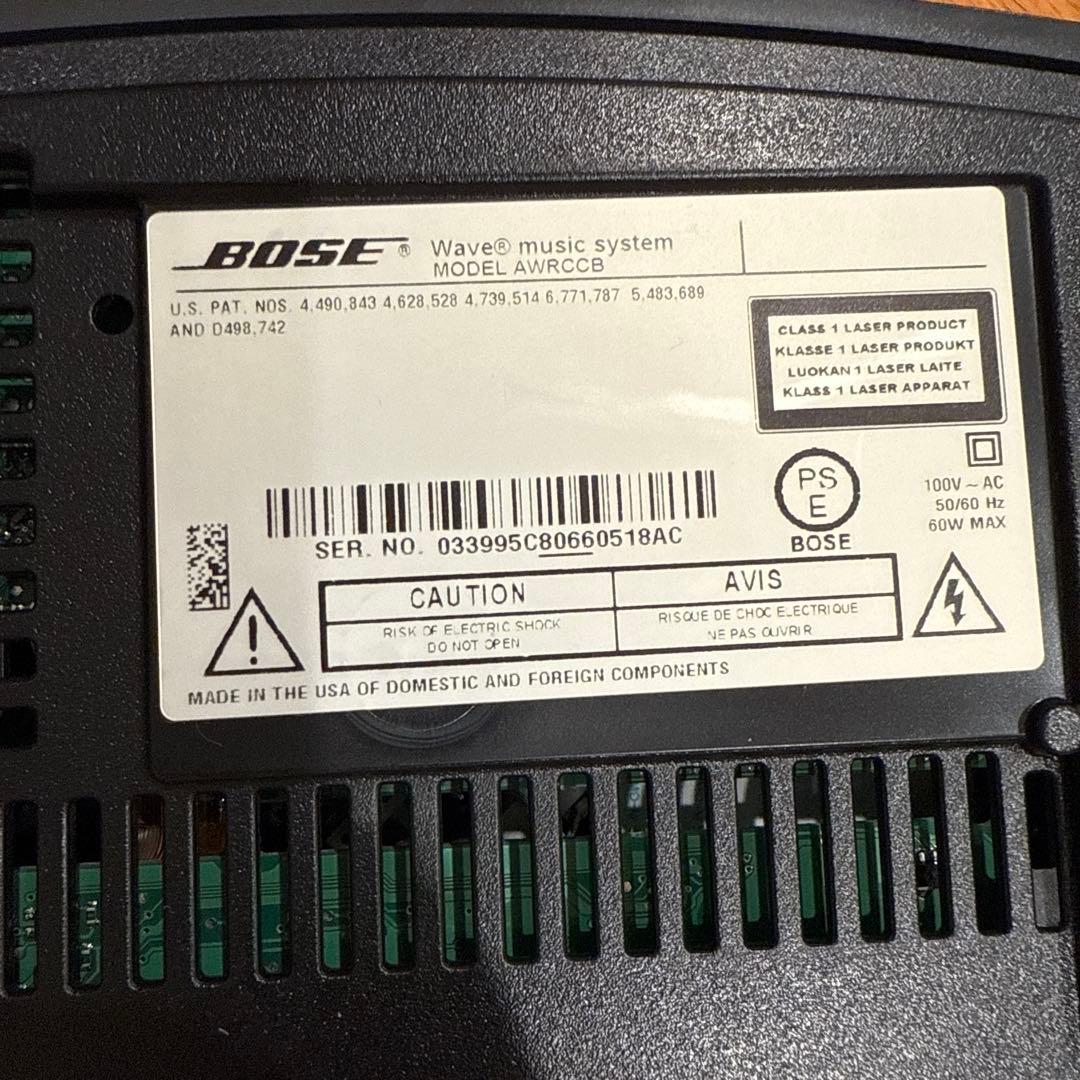 BOSE® Wave® music system
MODEL AWRCCB
U.S. PAT. NOS. 4,490,843 4,628,528 4,739,514 6,771,787 5,483,689
AND D498,742
CLASS 1 LASER PRODUCT
KLASSE 1 LASER PRODUKT
LUOKAN 1 LASER LAITE
KLASS 1 LASER APPARAT
PS
E
BOSE
100V ~ AC
50/60 Hz
60W MAX
SER. NO. 033995C80660518AC
CAUTION
RISK OF ELECTRIC SHOCK
DO NOT OPEN
AVIS
RISQUE DE CHOC ELECTRIQUE
NE PAS OUVRIR
MADE IN THE USA OF DOMESTIC AND FOREIGN COMPONENTS